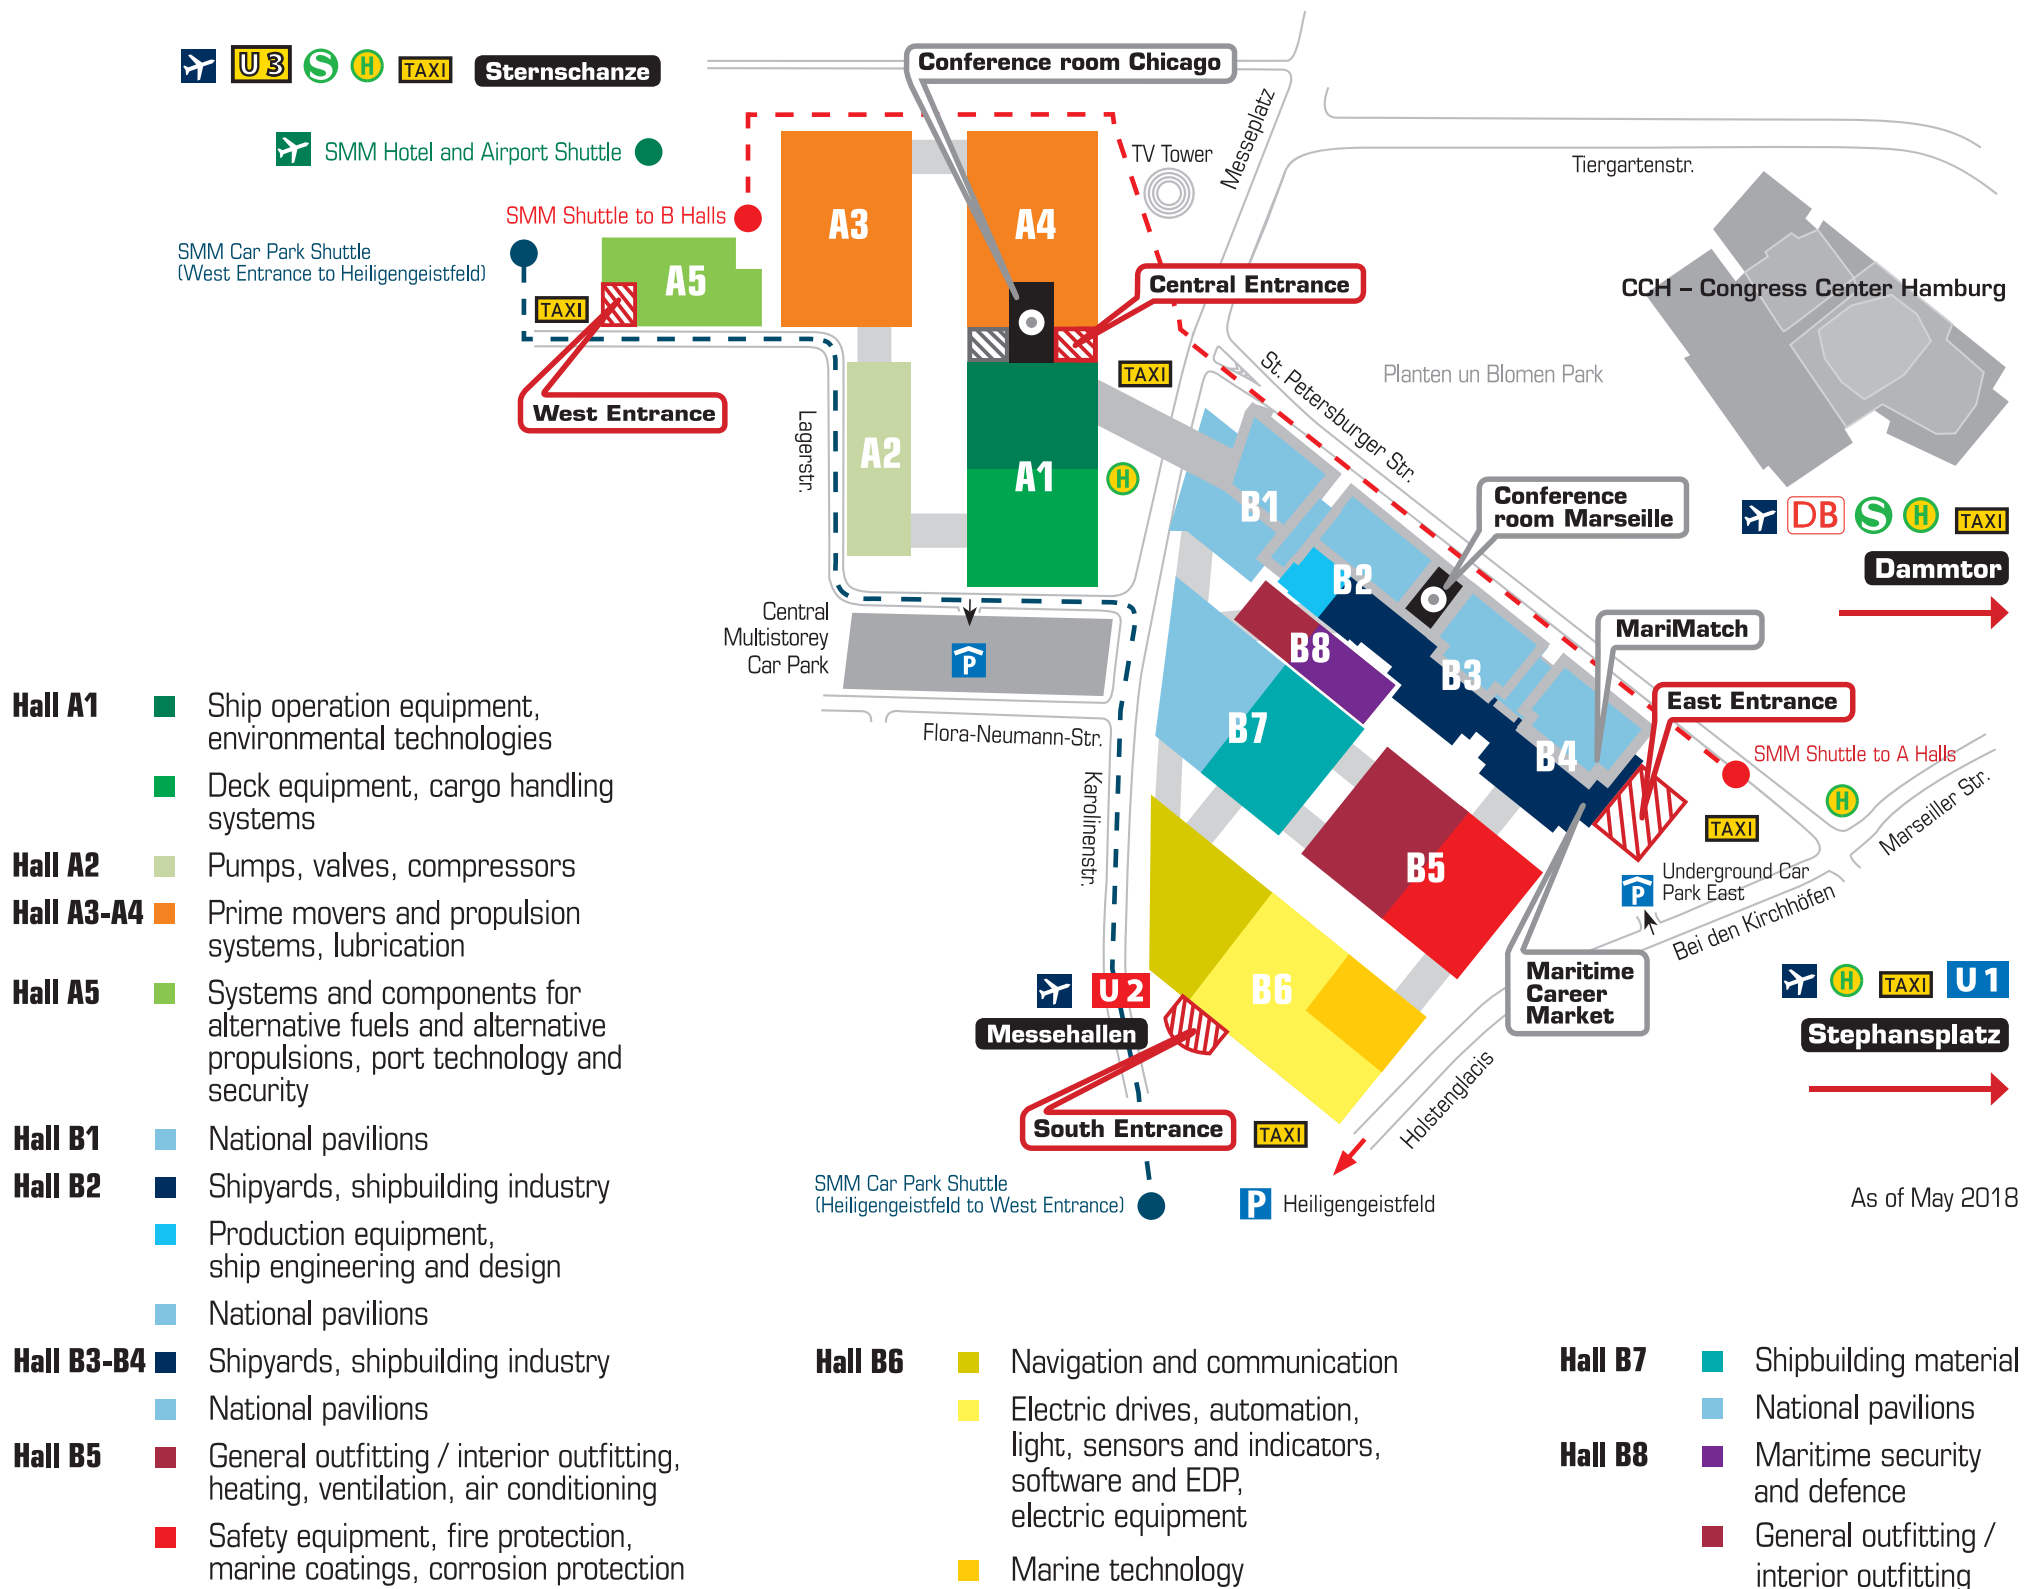 U3 S H TAXI Sternschanze
Conference room Chicago
Messeplatz
SMM Hotel and Airport Shuttle
TV Tower
Tiergartenstr.
SMM Shuttle to B Halls
A3
A4
SMM Car Park Shuttle
(West Entrance to Heiligengeistfeld)
A5
Central Entrance
CCH – Congress Center Hamburg
TAXI
TAXI
St. Petersburger Str.
Planten un Blomen Park
West Entrance
Lagerstr.
A2
A1
H
B1
Conference
room Marseille
DB S H TAXI
Dammtor
B2
Central
Multistorey
Car Park
P
B8
MariMatch
B3
East Entrance
Flora-Neumann-Str.
B7
B4
SMM Shuttle to A Halls
Karolinenstr.
H
Marseiller Str.
TAXI
B5
P
Underground Car
Park East
Bei den Kirchhöfen
U2
Messehallen
B6
Maritime
Career
Market
H TAXI U1
Stephansplatz
Holstenglacis
South Entrance
TAXI
SMM Car Park Shuttle
(Heiligengeistfeld to West Entrance)
P Heiligengeistfeld
As of May 2018
Hall A1 Ship operation equipment,
environmental technologies
Deck equipment, cargo handling
systems
Hall A2 Pumps, valves, compressors
Hall A3-A4 Prime movers and propulsion
systems, lubrication
Hall A5 Systems and components for
alternative fuels and alternative
propulsions, port technology and
security
Hall B1 National pavilions
Hall B2 Shipyards, shipbuilding industry
Production equipment,
ship engineering and design
National pavilions
Hall B3-B4 Shipyards, shipbuilding industry
National pavilions
Hall B5 General outfitting / interior outfitting,
heating, ventilation, air conditioning
Safety equipment, fire protection,
marine coatings, corrosion protection
Hall B6 Navigation and communication
Electric drives, automation,
light, sensors and indicators,
software and EDP,
electric equipment
Marine technology
Hall B7 Shipbuilding material
National pavilions
Hall B8 Maritime security
and defence
General outfitting /
interior outfitting